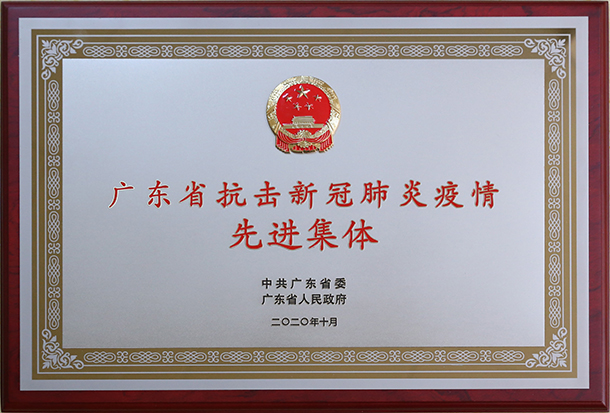 广东省抗击新冠肺炎疫情
先进集体
中共广东省委
广东省人民政府
二〇二〇年十月